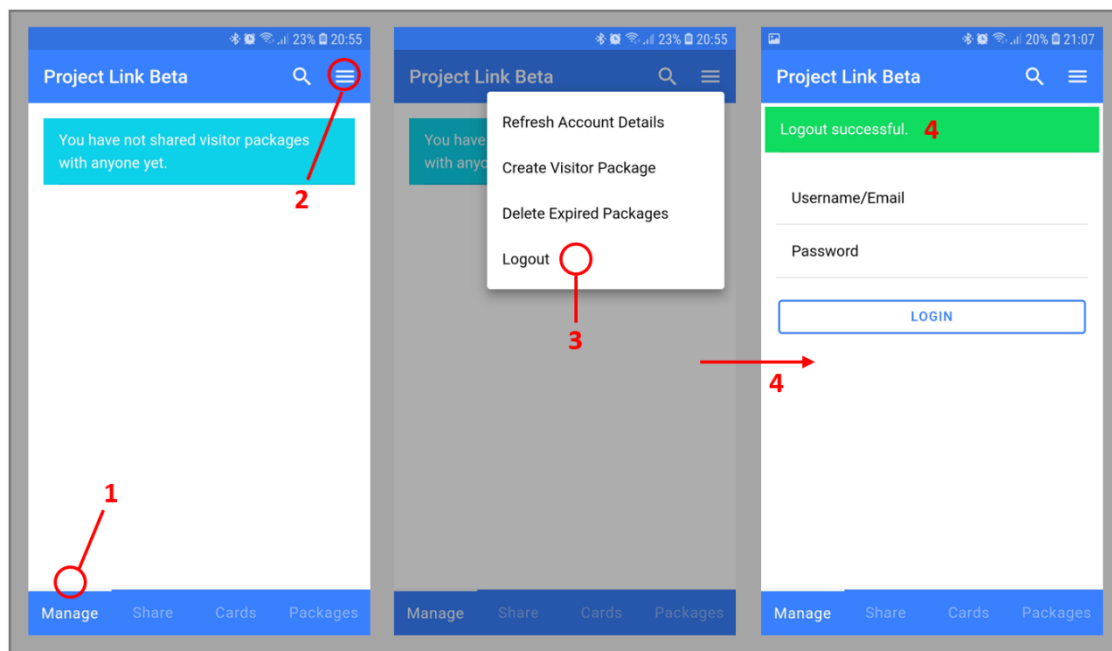 23% 20:55
Project Link Beta
You have not shared visitor packages
with anyone yet.
2
1
Manage Share Cards Packages
23% 20:55
Project Link Beta
Refresh Account Details
You have
with anyo
Create Visitor Package
Delete Expired Packages
Logout
3
Manage Share Cards Packages
4
20% 21:07
Project Link Beta
Logout successful. 4
Username/Email
Password
LOGIN
Manage Share Cards Packages